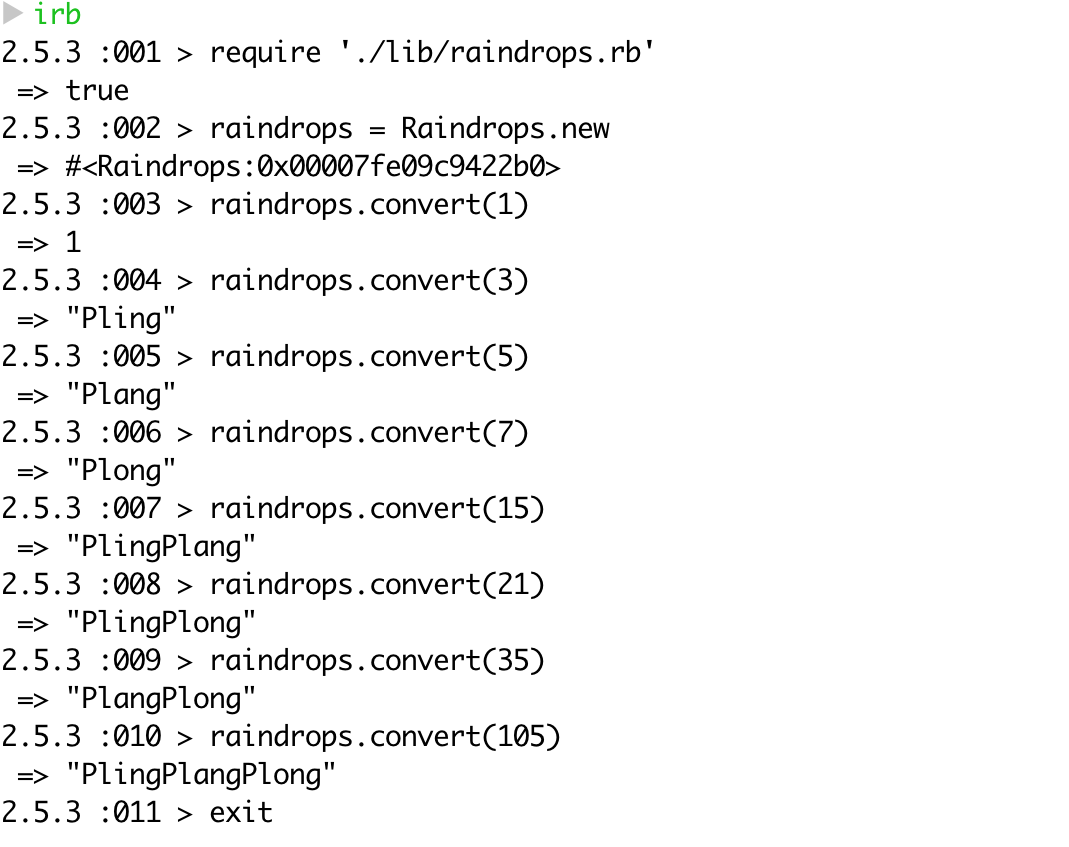 irb
2.5.3 :001 > require './lib/raindrops.rb'
 => true
2.5.3 :002 > raindrops = Raindrops.new
 => #<Raindrops:0x00007fe09c9422b0>
2.5.3 :003 > raindrops.convert(1)
 => 1
2.5.3 :004 > raindrops.convert(3)
 => "Pling"
2.5.3 :005 > raindrops.convert(5)
 => "Plang"
2.5.3 :006 > raindrops.convert(7)
 => "Plong"
2.5.3 :007 > raindrops.convert(15)
 => "PlingPlang"
2.5.3 :008 > raindrops.convert(21)
 => "PlingPlong"
2.5.3 :009 > raindrops.convert(35)
 => "PlangPlong"
2.5.3 :010 > raindrops.convert(105)
 => "PlingPlangPlong"
2.5.3 :011 > exit